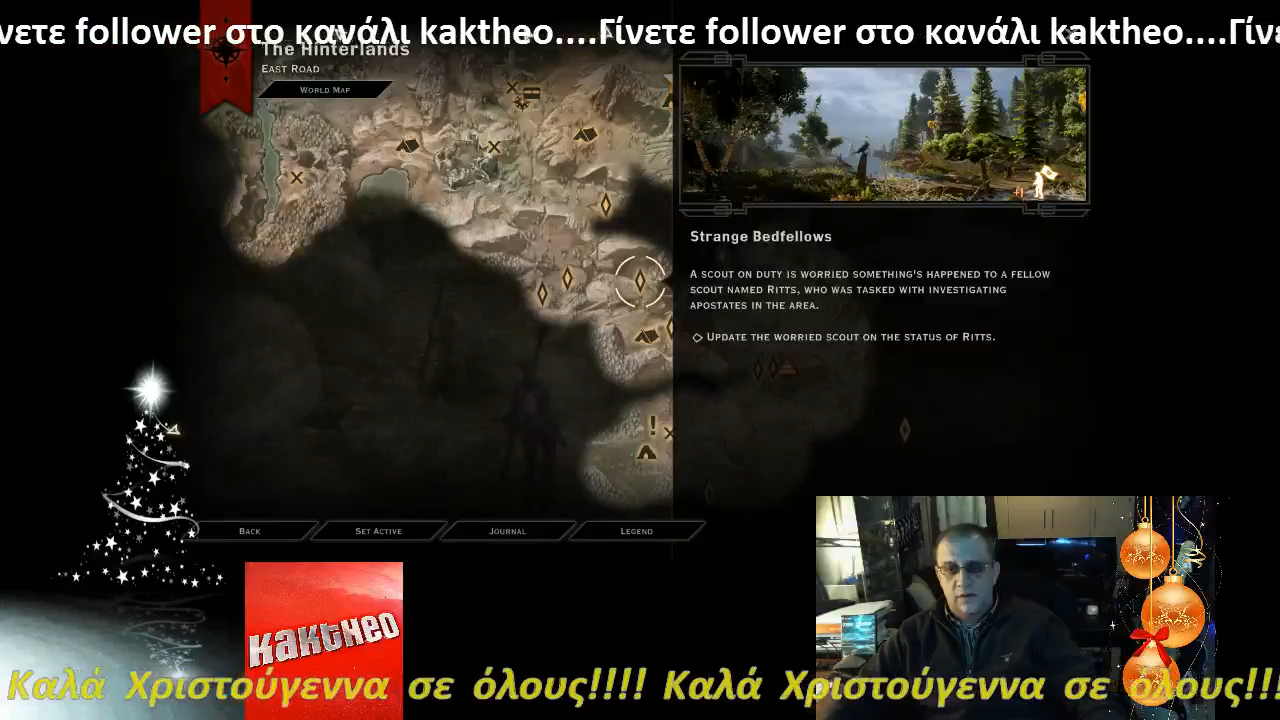 νετε follower στο κανάλι kaktheo....Γίνετε follower στο κανάλι kaktheo....Γίνε
The Hinterlands
EAST ROAD
WORLD MAP
Strange Bedfellows
A SCOUT ON DUTY IS WORRIED SOMETHING'S HAPPENED TO A FELLOW
SCOUT NAMED RITTS, WHO WAS TASKED WITH INVESTIGATING
APOSTATES IN THE AREA.
UPDATE THE WORRIED SCOUT ON THE STATUS OF RITTS.
BACK
SET ACTIVE
JOURNAL
LEGEND
KAKTHEO
Καλά Χριστούγεννα σε όλους!!!! Καλά Χριστούγεννα σε όλους!!!